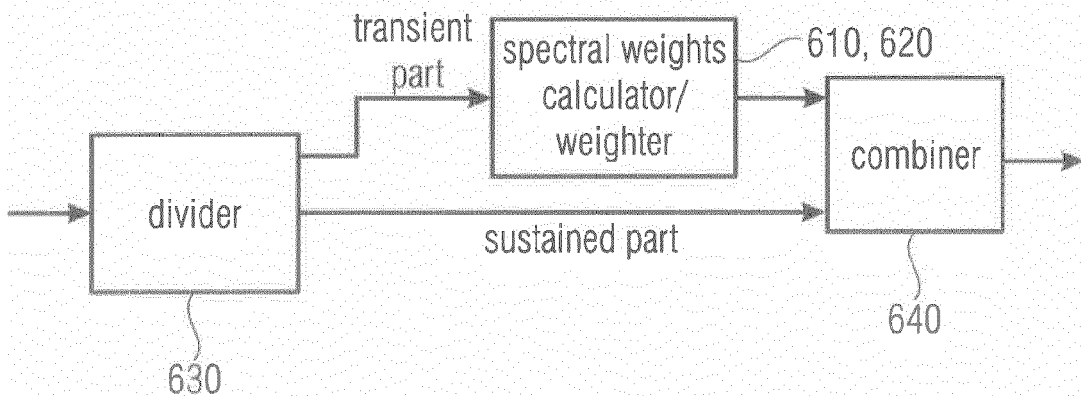 transient
part
spectral weights
calculator/
weighter
610, 620
combiner
divider
sustained part
640
630